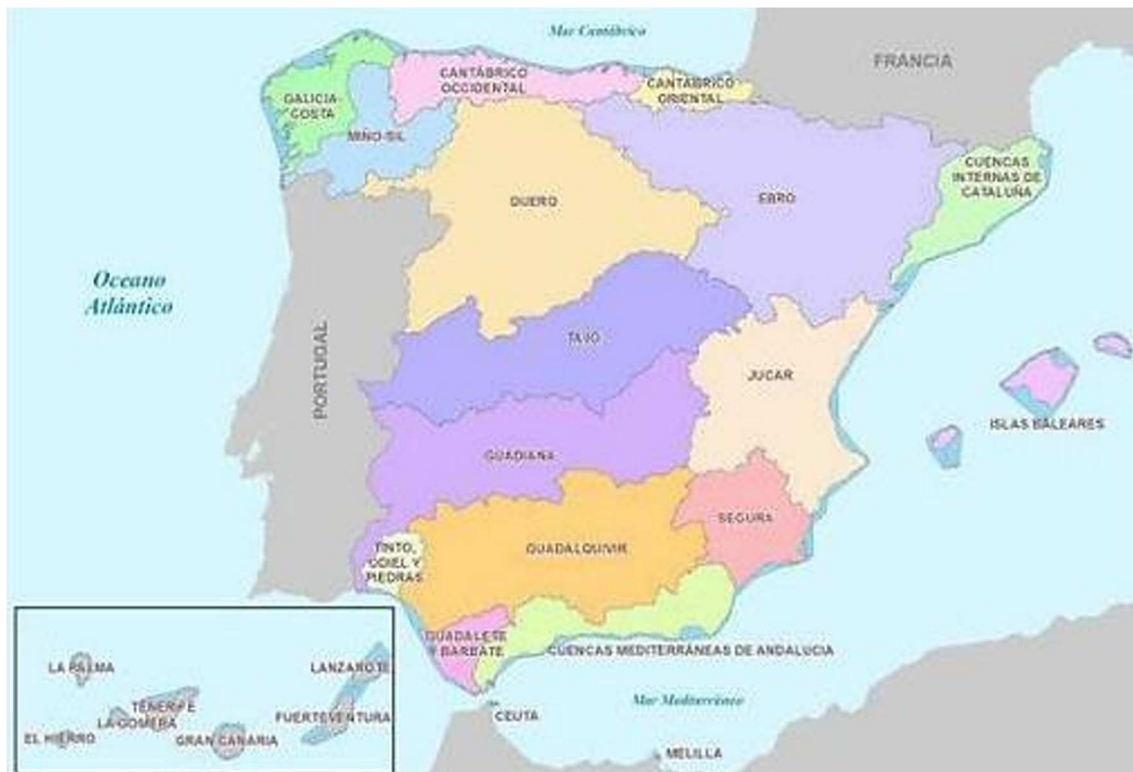 Mar Cantábrico
FRANCIA
CANTÁBRICO
OCCIDENTAL
CANTÁBRICO
ORIENTAL
GALICIA-
COSTA
MIÑO-SIL
CUENCAS
INTERNAS DE
CATALUÑA
DUERO
EBRO
Oceano
Atlántico
TAJO
PORTUGAL
JUCAR
ISLAS BALEARES
GUADIANA
SEGURA
TINTO,
ODIEL Y
PIEDRAS
GUADALQUIVIR
GUADALETE
Y BARBATE
CUENCAS MEDITERRÁNEAS DE ANDALUCIA
LA PALMA
LANZAROTE
TENERIFE
LA GOMERA
FUERTEVENTURA
EL HIERRO
GRAN CANARIA
Mar Mediterráneo
CEUTA
MELILLA